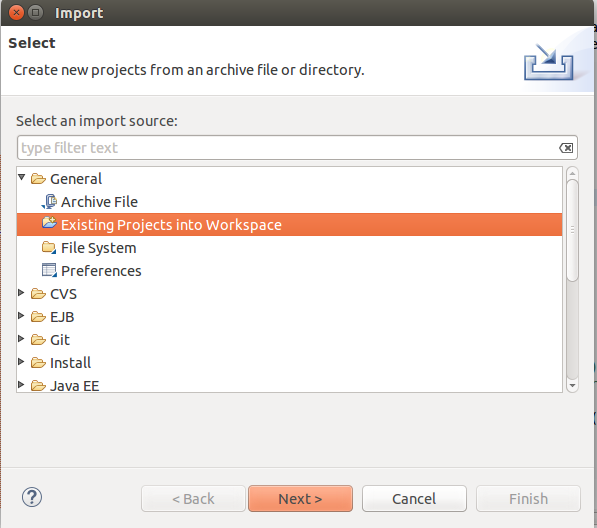 Import
Select
Create new projects from an archive file or directory.
Select an import source:
type filter text
General
Archive File
Existing Projects into Workspace
File System
Preferences
CVS
EJB
Git
Install
Java EE
?
< Back
Next >
Cancel
Finish